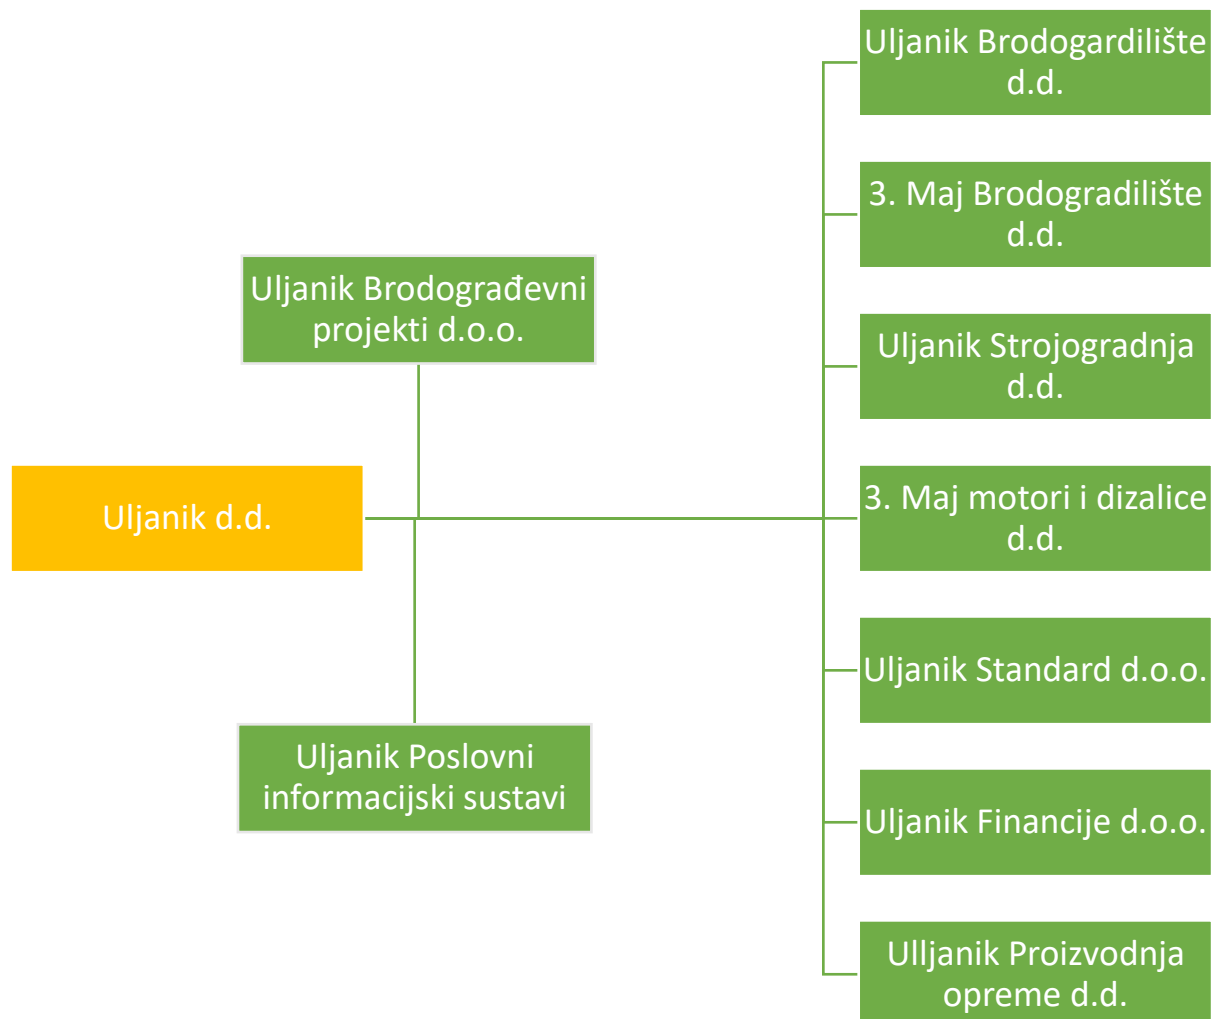 Uljanik Brodogardilište
d.d.
3. Maj Brodogradilište
d.d.
Uljanik Brodograđevni
projekti d.o.o.
Uljanik Strojogradnja
d.d.
Uljanik d.d.
3. Maj motori i dizalice
d.d.
Uljanik Standard d.o.o.
Uljanik Poslovni
informacijski sustavi
Uljanik Financije d.o.o.
Ulljanik Proizvodnja
opreme d.d.